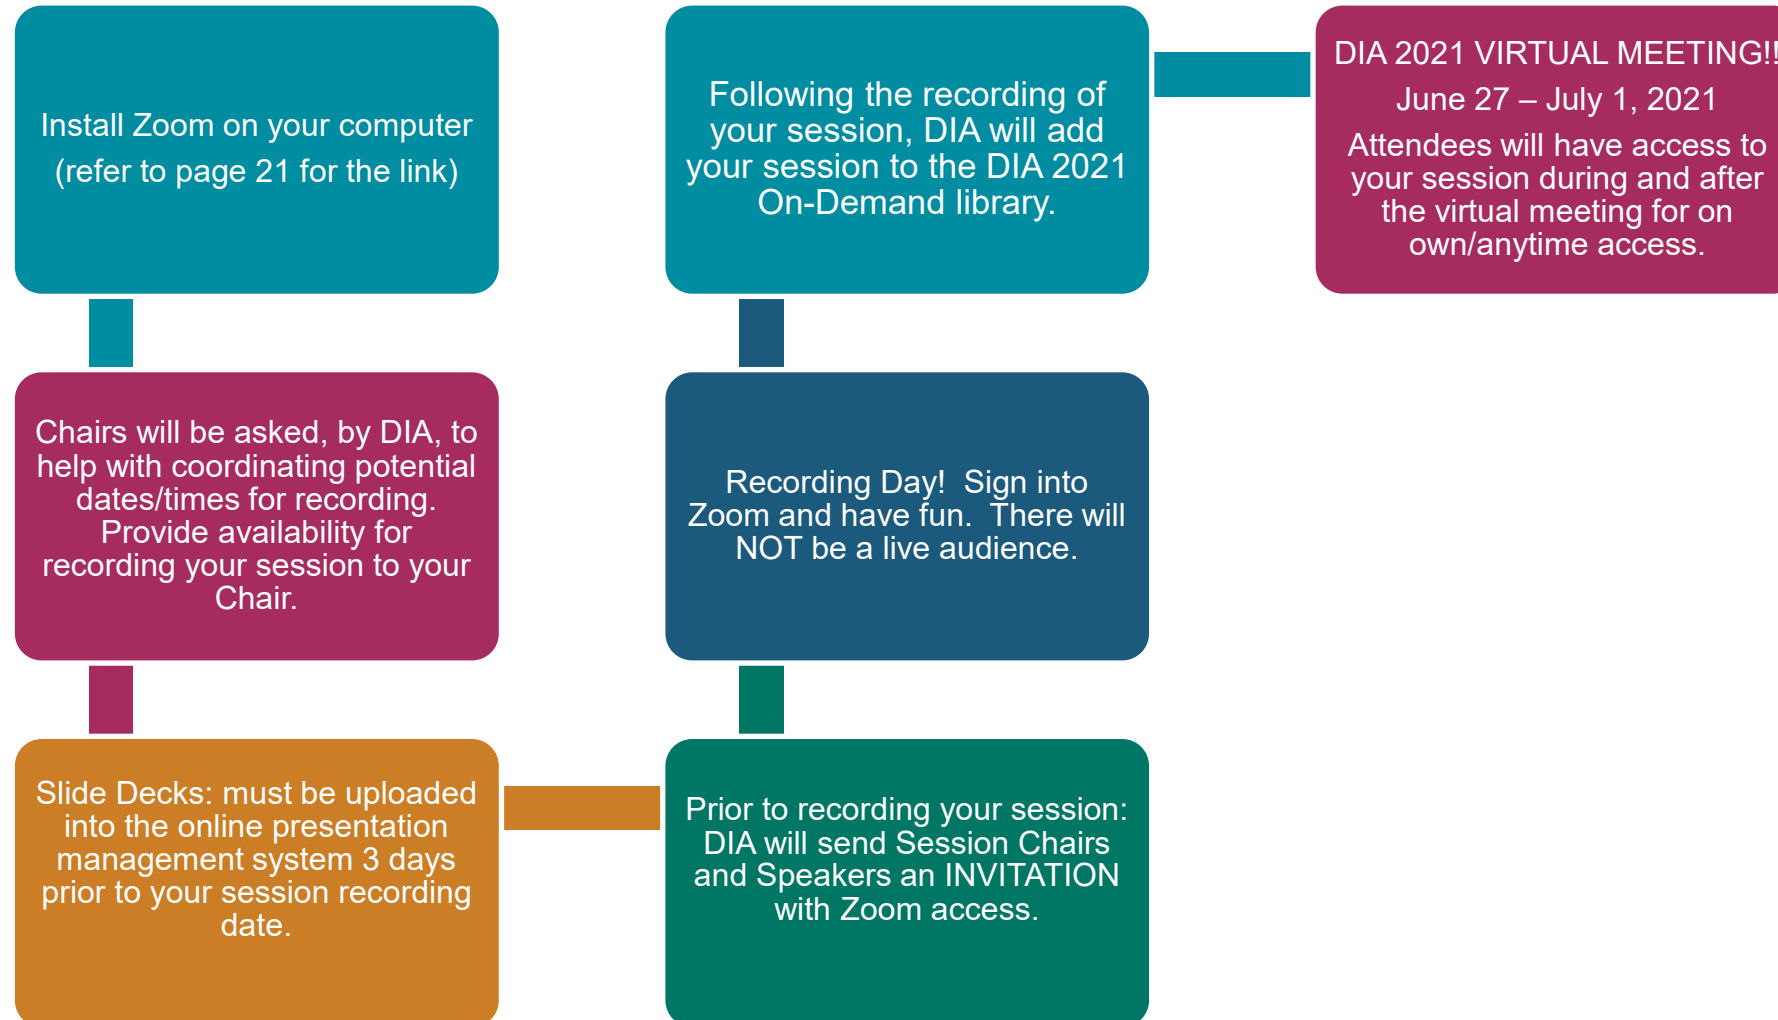 Install Zoom on your computer
(refer to page 21 for the link)
Chairs will be asked, by DIA, to
help with coordinating potential
dates/times for recording.
Provide availability for
recording your session to your
Chair.
Slide Decks: must be uploaded
into the online presentation
management system 3 days
prior to your session recording
date.
Prior to recording your session:
DIA will send Session Chairs
and Speakers an INVITATION
with Zoom access.
Recording Day!  Sign into
Zoom and have fun.  There will
NOT be a live audience.
Following the recording of
your session, DIA will add
your session to the DIA 2021
On-Demand library.
DIA 2021 VIRTUAL MEETING!!
June 27 – July 1, 2021
Attendees will have access to
your session during and after
the virtual meeting for on
own/anytime access.